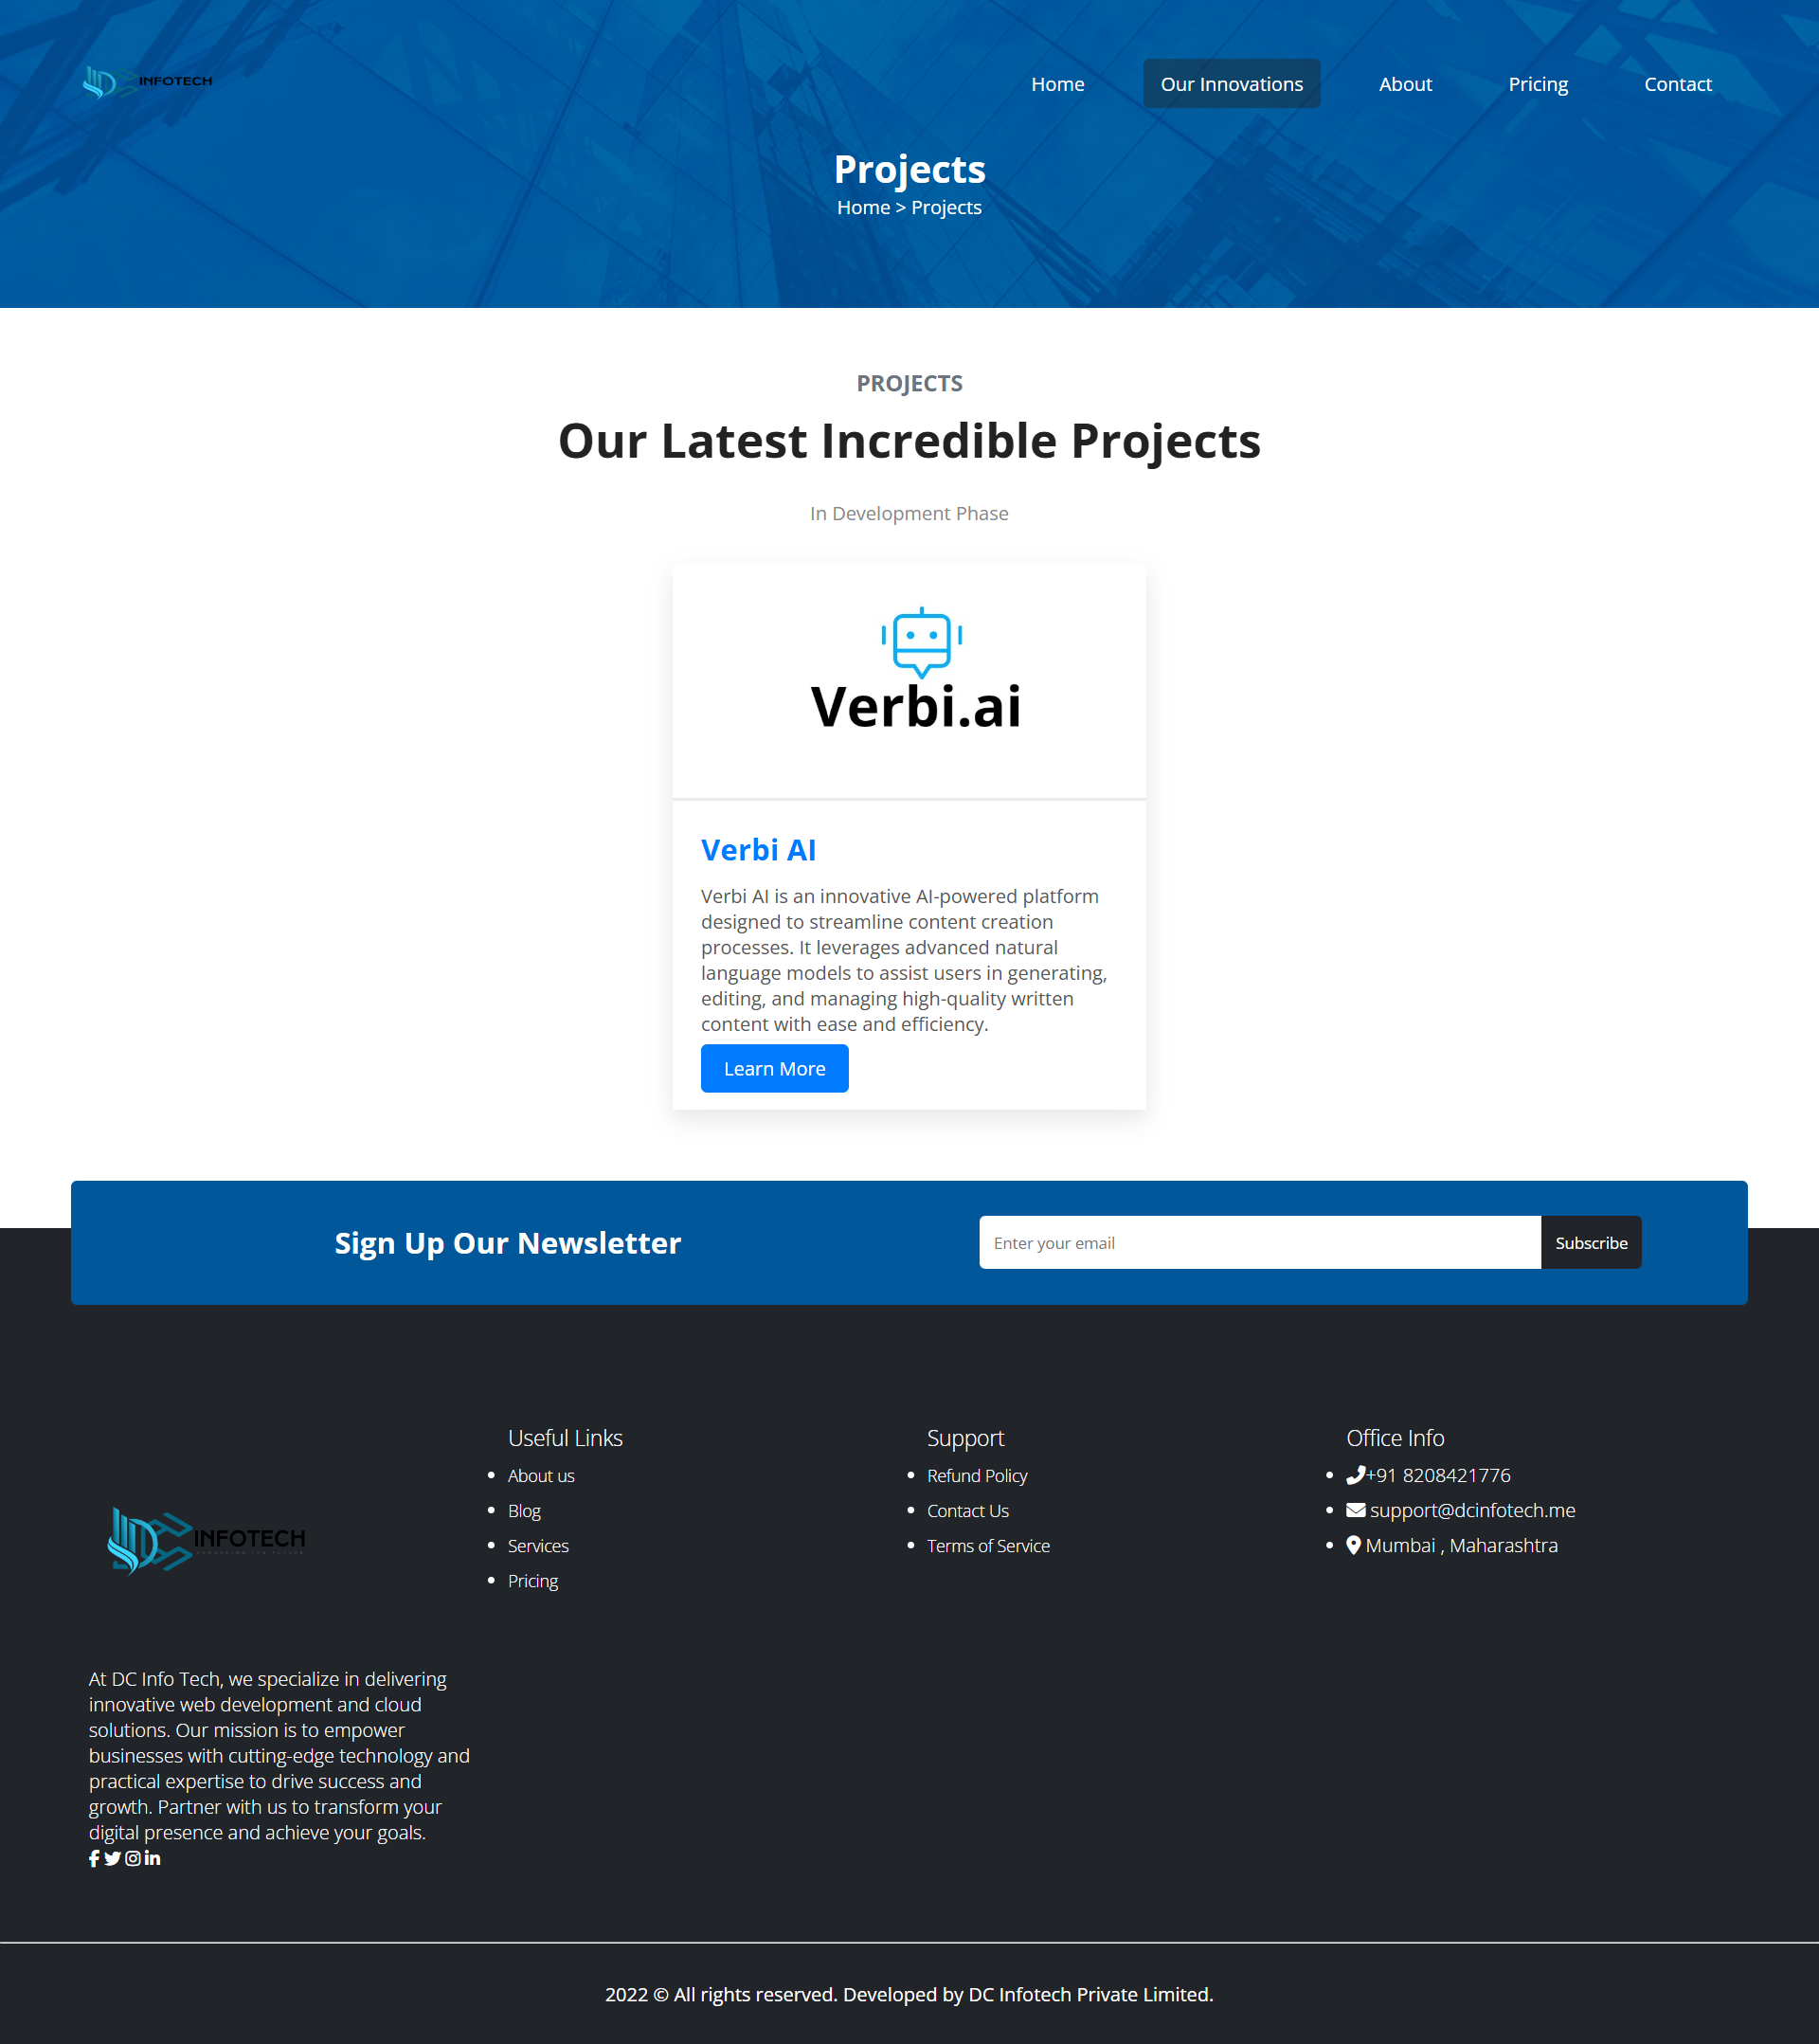 INFOTECH
Home
Our Innovations
About
Pricing
Contact
Projects
Home > Projects
PROJECTS
Our Latest Incredible Projects
In Development Phase
Verbi.ai
Verbi AI
Verbi AI is an innovative AI-powered platform
designed to streamline content creation
processes. It leverages advanced natural
language models to assist users in generating,
editing, and managing high-quality written
content with ease and efficiency.
Learn More
Sign Up Our Newsletter
Enter your email
Subscribe
INFOTECH
At DC Info Tech, we specialize in delivering
innovative web development and cloud
solutions. Our mission is to empower
businesses with cutting-edge technology and
practical expertise to drive success and
growth. Partner with us to transform your
digital presence and achieve your goals.
Useful Links
About us
Blog
Services
Pricing
Support
Refund Policy
Contact Us
Terms of Service
Office Info
+91 8208421776
support@dcinfotech.me
Mumbai , Maharashtra
2022 © All rights reserved. Developed by DC Infotech Private Limited.